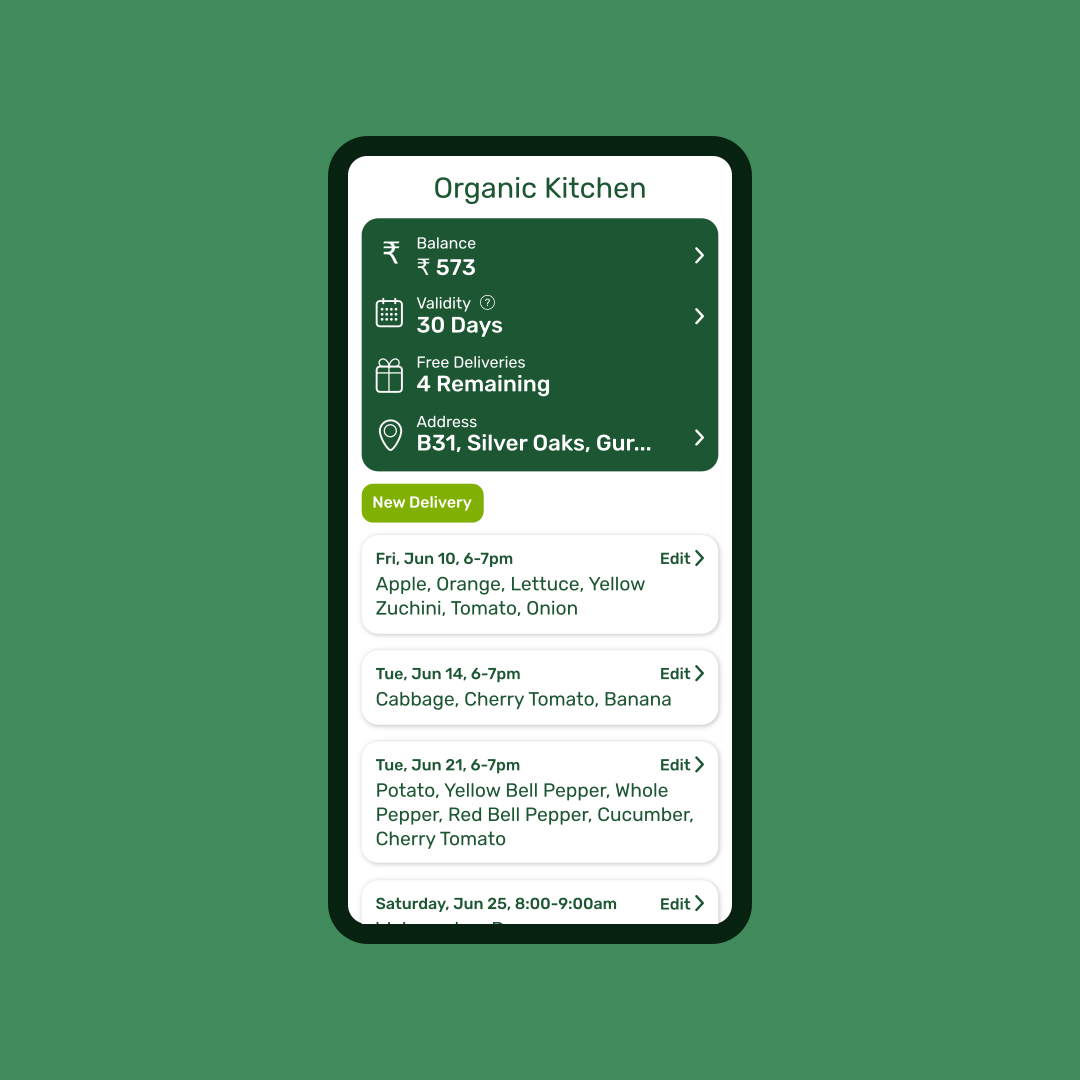 Organic Kitchen
₹
Balance
₹ 573
Validity ?
30 Days
Free Deliveries
4 Remaining
Address
B31, Silver Oaks, Gur...
New Delivery
Fri, Jun 10, 6-7pm Edit
Apple, Orange, Lettuce, Yellow
Zuchini, Tomato, Onion
Tue, Jun 14, 6-7pm Edit
Cabbage, Cherry Tomato, Banana
Tue, Jun 21, 6-7pm Edit
Potato, Yellow Bell Pepper, Whole
Pepper, Red Bell Pepper, Cucumber,
Cherry Tomato
Saturday, Jun 25, 8:00-9:00am Edit